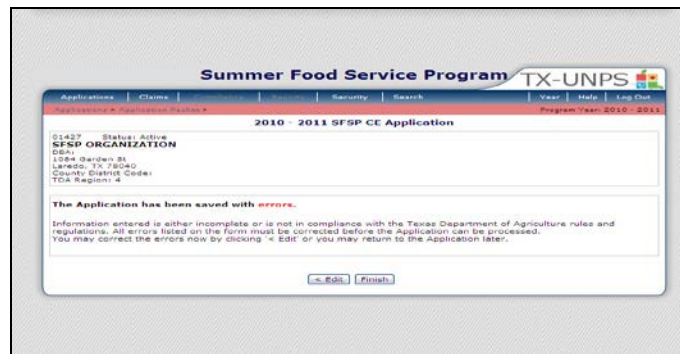 Summer Food Service Program
TX-UNPS
Applications | Claims | Security | Search | Year | Help | Log Out
Applications > Application Packet > Program Year: 2010 - 2011
2010 - 2011 SFSP CE Application
01427 Status: Active
SFSP ORGANIZATION
DBA:
1084 Garden St
Laredo, TX 78040
County District Code:
TDA Region: 4
The Application has been saved with errors.
Information entered is either incomplete or is not in compliance with the Texas Department of Agriculture rules and
regulations. All errors listed on the form must be corrected before the Application can be processed.
You may correct the errors now by clicking '< Edit' or you may return to the Application later.
< Edit Finish